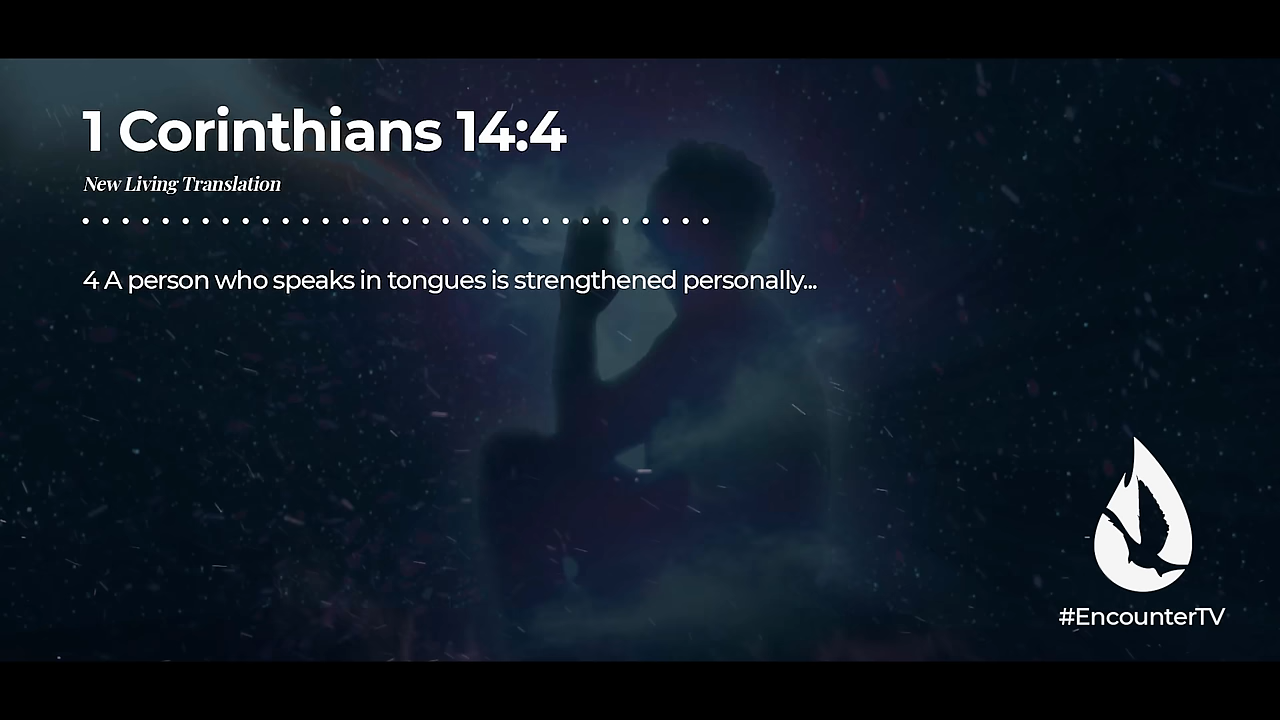 1 Corinthians 14:4
New Living Translation
4 A person who speaks in tongues is strengthened personally...
#EncounterTV